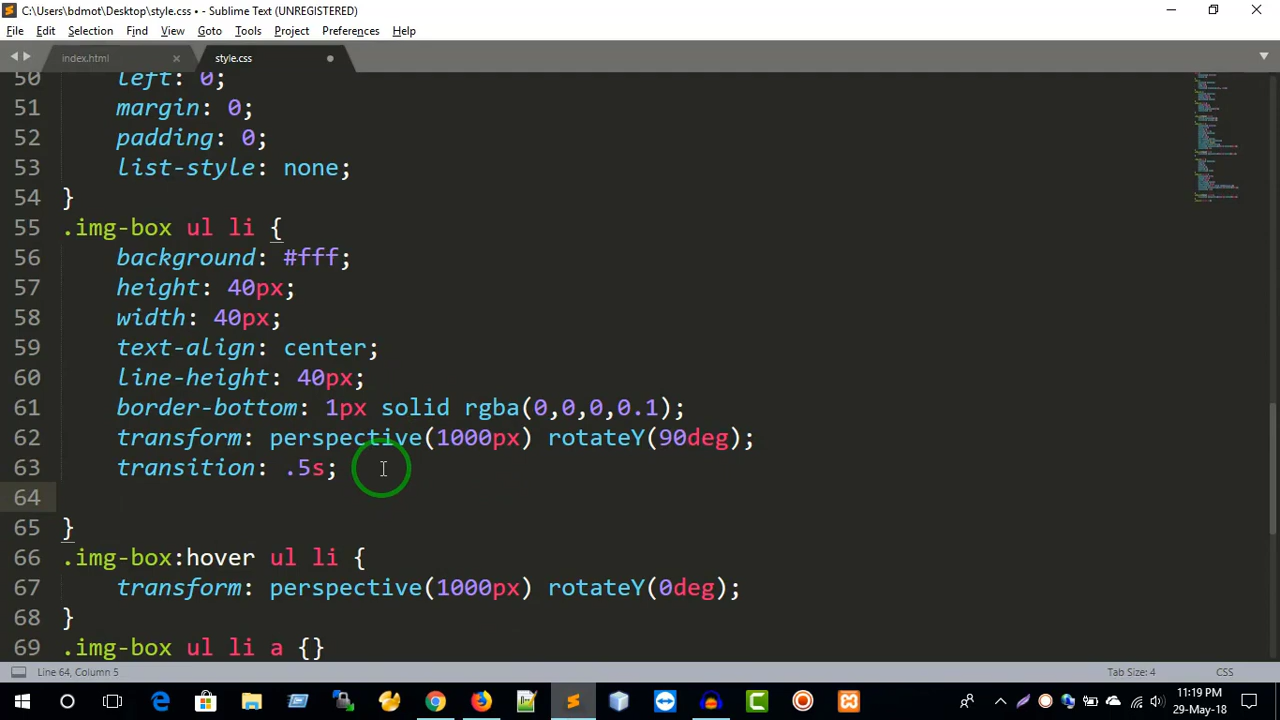 C:\Users\bdmot\Desktop\style.css • - Sublime Text (UNREGISTERED)
File Edit Selection Find View Goto Tools Project Preferences Help
index.html style.css
50 left: 0;
51 margin: 0;
52 padding: 0;
53 list-style: none;
54 }
55 .img-box ul li {
56 background: #fff;
57 height: 40px;
58 width: 40px;
59 text-align: center;
60 line-height: 40px;
61 border-bottom: 1px solid rgba(0,0,0,0.1);
62 transform: perspective(1000px) rotateY(90deg);
63 transition: .5s;
64
65 }
66 .img-box:hover ul li {
67 transform: perspective(1000px) rotateY(0deg);
68 }
69 .img-box ul li a {}
Line 64, Column 5 Tab Size: 4 CSS
11:19 PM
29-May-18